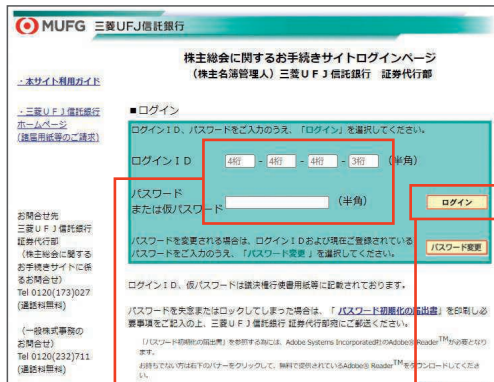 MUFG 三菱UFJ信託銀行
株主総会に関するお手続きサイトログインページ
(株主名簿管理人) 三菱UFJ信託銀行 証券代行部
・本サイト利用ガイド
・三菱UFJ信託銀行
ホームページ
(諸届用紙等のご請求)
お問合せ先
三菱UFJ信託銀行
証券代行部
(株主総会に関する
お手続きサイトに係
るお問合せ)
Tel 0120(173)027
(通話料無料)
(一般株式事務の
お問合せ)
Tel 0120(232)711
(通話料無料)
■ログイン
ログインID、パスワードをご入力のうえ、「ログイン」を選択してください。
ログインID 4桁 - 4桁 - 4桁 - 3桁 (半角)
パスワード
または仮パスワード (半角)
ログイン
パスワードを変更される場合は、ログインIDおよび現在ご登録されている
パスワードをご入力のうえ、「パスワード変更」を選択してください。
パスワード変更
ログインID、仮パスワードは議決権行使書用紙等に記載されております。
パスワードを失念またはロックしてしまった場合は、「パスワード初期化の届出書」を印刷し必
要事項をご記入の上、三菱UFJ信託銀行 証券代行部宛にご郵送ください。
「パスワード初期化の届出書」を参照する為には、Adobe Systems Incorporated社のAdobe® Reader™が必要となり
ます。
お持ちでない方は右下のバナーをクリックして、無料で提供されているAdobe® Reader™をダウンロードしてくださ
い。